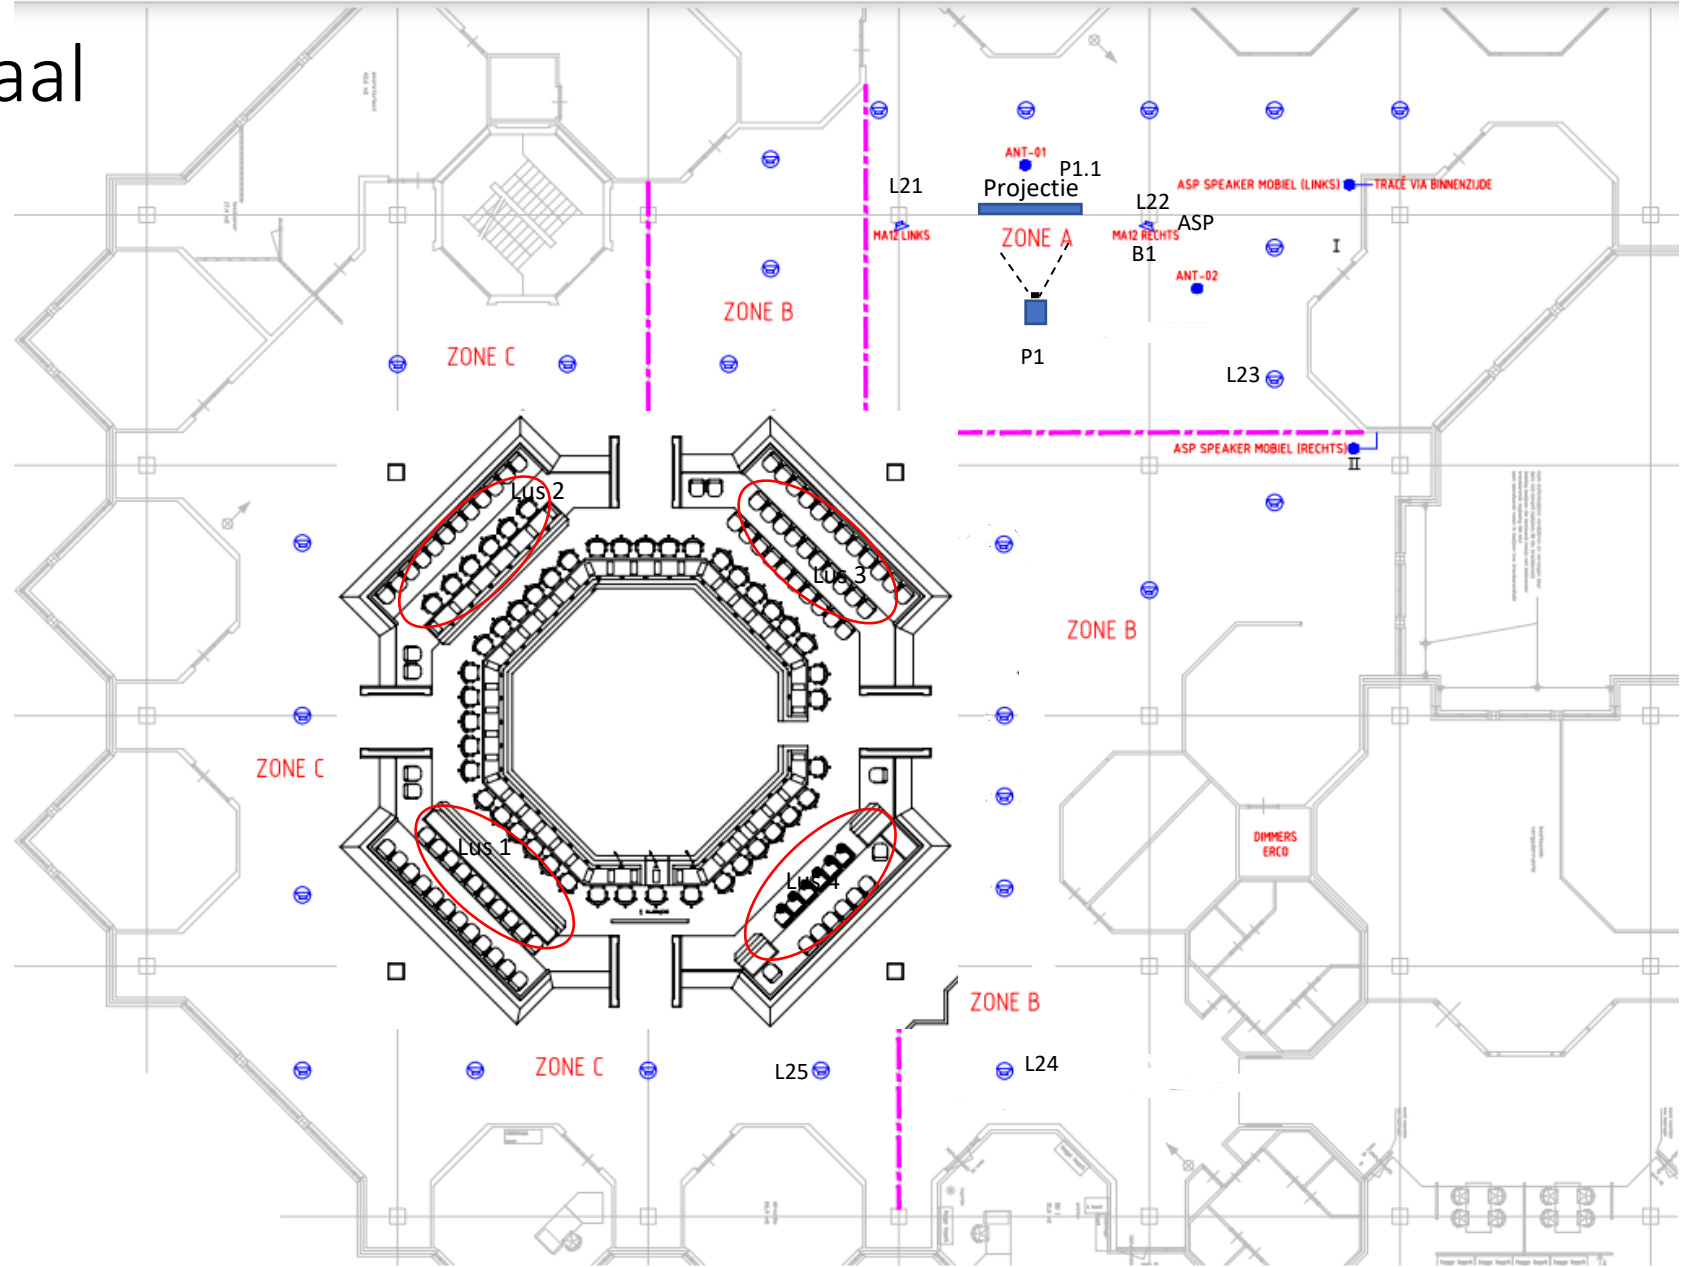 aal
ANT-01
P1.1
L21
Projectie
ASP SPEAKER MOBIEL (LINKS)
TRACÉ VIA BINNENZIJDE
L22
ASP
MA12 LINKS
ZONE A
MA12 RECHTS
B1
I
ANT-02
ZONE B
P1
ZONE C
L23
ASP SPEAKER MOBIEL (RECHTS)
II
Lus 2
Lus 3
ZONE B
ZONE C
DIMMERS
ERCO
Lus 1
Lus 4
ZONE B
ZONE C
L25
L24